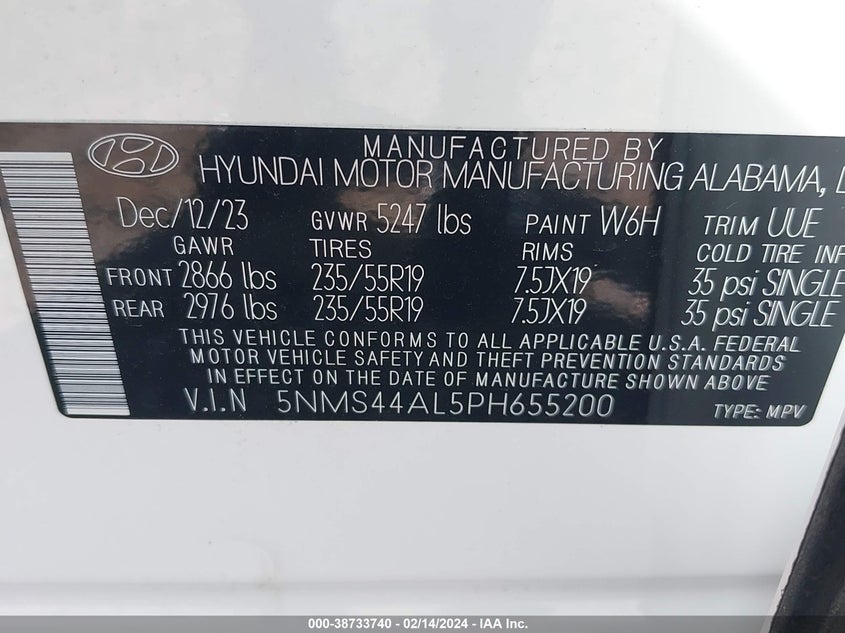 MANUFACTURED BY
HYUNDAI MOTOR MANUFACTURING ALABAMA,
Dec/12/23 GVWR 5247 lbs PAINT W6H TRIM UUE
GAWR TIRES RIMS COLD TIRE INF
FRONT 2866 lbs 235/55R19 7.5JX19 35 psi SINGLE
REAR 2976 lbs 235/55R19 7.5JX19 35 psi SINGLE
THIS VEHICLE CONFORMS TO ALL APPLICABLE U.S.A. FEDERAL
MOTOR VEHICLE SAFETY AND THEFT PREVENTION STANDARDS
IN EFFECT ON THE DATE OF MANUFACTURE SHOWN ABOVE
V.I.N 5NMS44AL5PH655200 TYPE: MPV
000-38733740 - 02/14/2024 - IAA Inc.